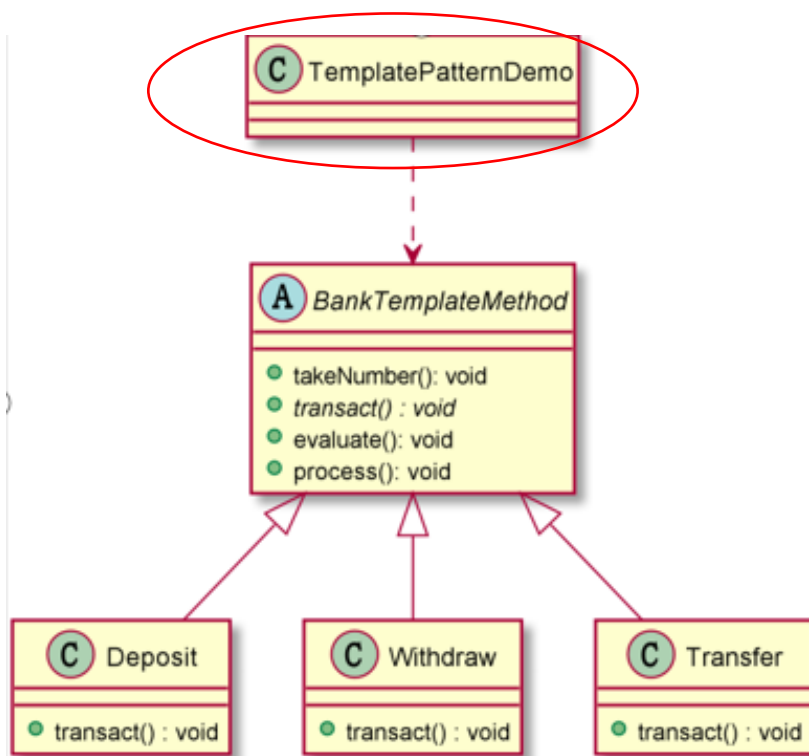 C TemplatePatternDemo
A BankTemplateMethod
takeNumber(): void
transact() : void
evaluate(): void
process(): void
C Deposit
transact() : void
C Withdraw
transact() : void
C Transfer
transact() : void